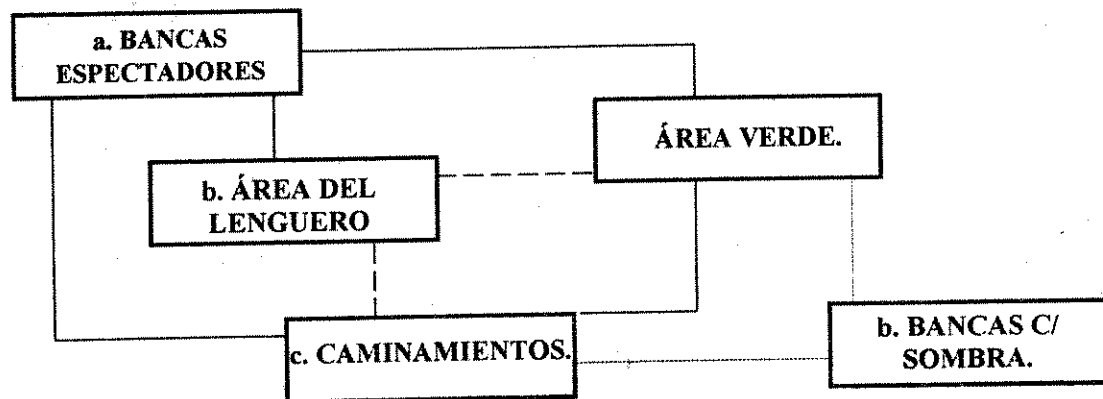 a. BANCAS
ESPECTADORES
ÁREA VERDE.
b. ÁREA DEL
LENGUERO
b. BANCAS C/
SOMBRA.
c. CAMINAMIENTOS.